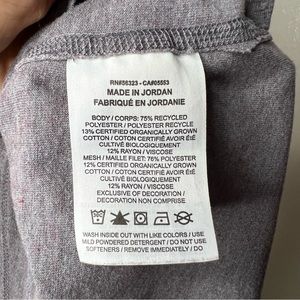 RN#56323 - CA#05553
MADE IN JORDAN
FABRIQUÉ EN JORDANIE
BODY / CORPS: 75% RECYCLED
POLYESTER / POLYESTER RECYCLÉ
13% CERTIFIED ORGANICALLY GROWN
COTTON / COTON CERTIFIÉ AVOIR ÉTÉ
CULTIVÉ BIOLOGIQUEMENT
12% RAYON / VISCOSE
MESH / MAILLE FILET: 76% POLYESTER
12% CERTIFIED ORGANICALLY GROWN
COTTON / COTON CERTIFIÉ AVOIR ÉTÉ
CULTIVÉ BIOLOGIQUEMENT
12% RAYON / VISCOSE
EXCLUSIVE OF DECORATION /
DECORATION NON COMPRISE
WASH INSIDE OUT WITH LIKE COLORS / USE
MILD POWDERED DETERGENT / DO NOT USE
SOFTENERS / REMOVE IMMEDIATELY / DO